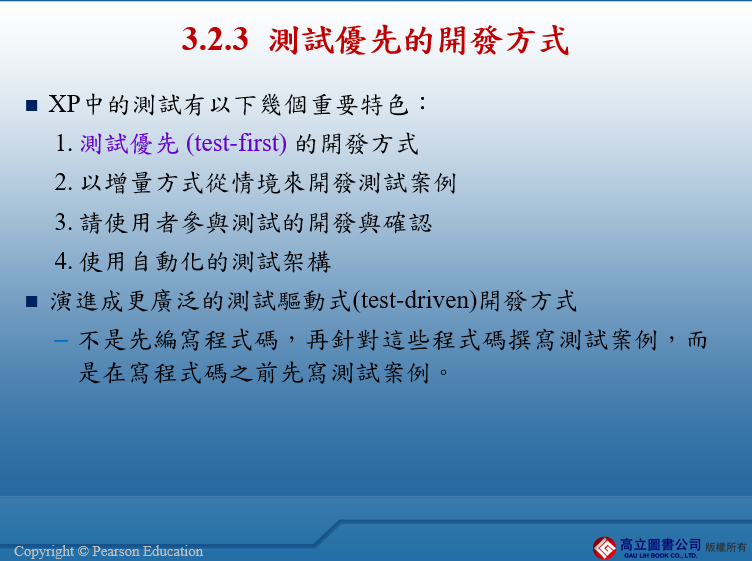 3.2.3 測試優先的開發方式
■ XP中的測試有以下幾個重要特色：
1. 測試優先 (test-first) 的開發方式
2. 以增量方式從情境來開發測試案例
3. 請使用者參與測試的開發與確認
4. 使用自動化的測試架構
■ 演進成更廣泛的測試驅動式(test-driven)開發方式
– 不是先編寫程式碼，再針對這些程式碼撰寫測試案例，而
是在寫程式碼之前先寫測試案例。
Copyright © Pearson Education
高立圖書公司 版權所有
GAU LIH BOOK CO., LTD.